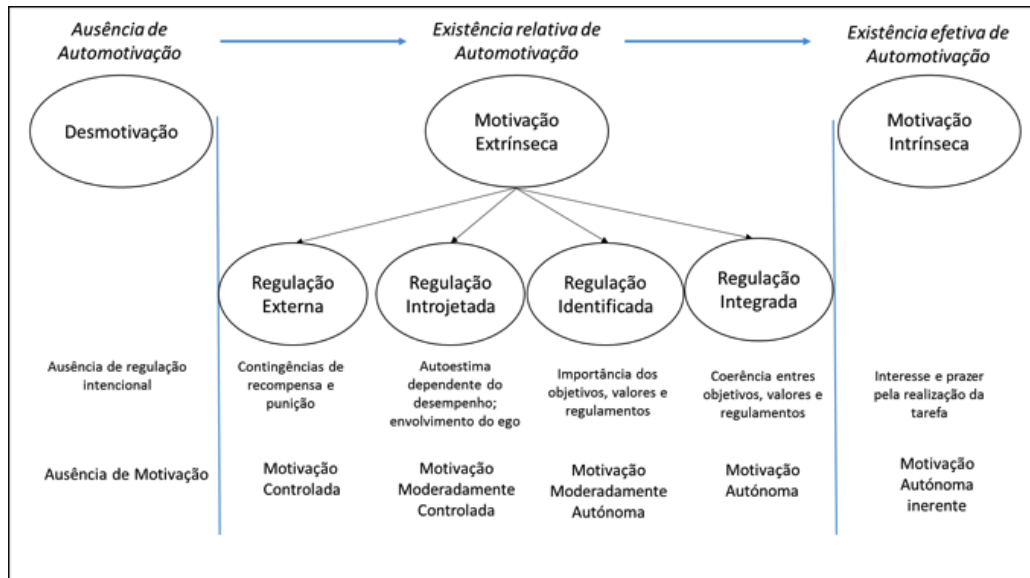 Ausência de
Automotivação
Existência relativa de
Automotivação
Existência efetiva de
Automotivação
Desmotivação
Motivação
Extrínseca
Motivação
Intrínseca
Regulação
Externa
Regulação
Introjetada
Regulação
Identificada
Regulação
Integrada
Ausência de regulação
intencional
Contingências de
recompensa e
punição
Autoestima
dependente do
desempenho;
envolvimento do ego
Importância dos
objetivos, valores e
regulamentos
Coerência entres
objetivos, valores e
regulamentos
Interesse e prazer
pela realização da
tarefa
Ausência de Motivação
Motivação
Controlada
Motivação
Moderadamente
Controlada
Motivação
Moderadamente
Autónoma
Motivação
Autónoma
Motivação
Autónoma
inerente